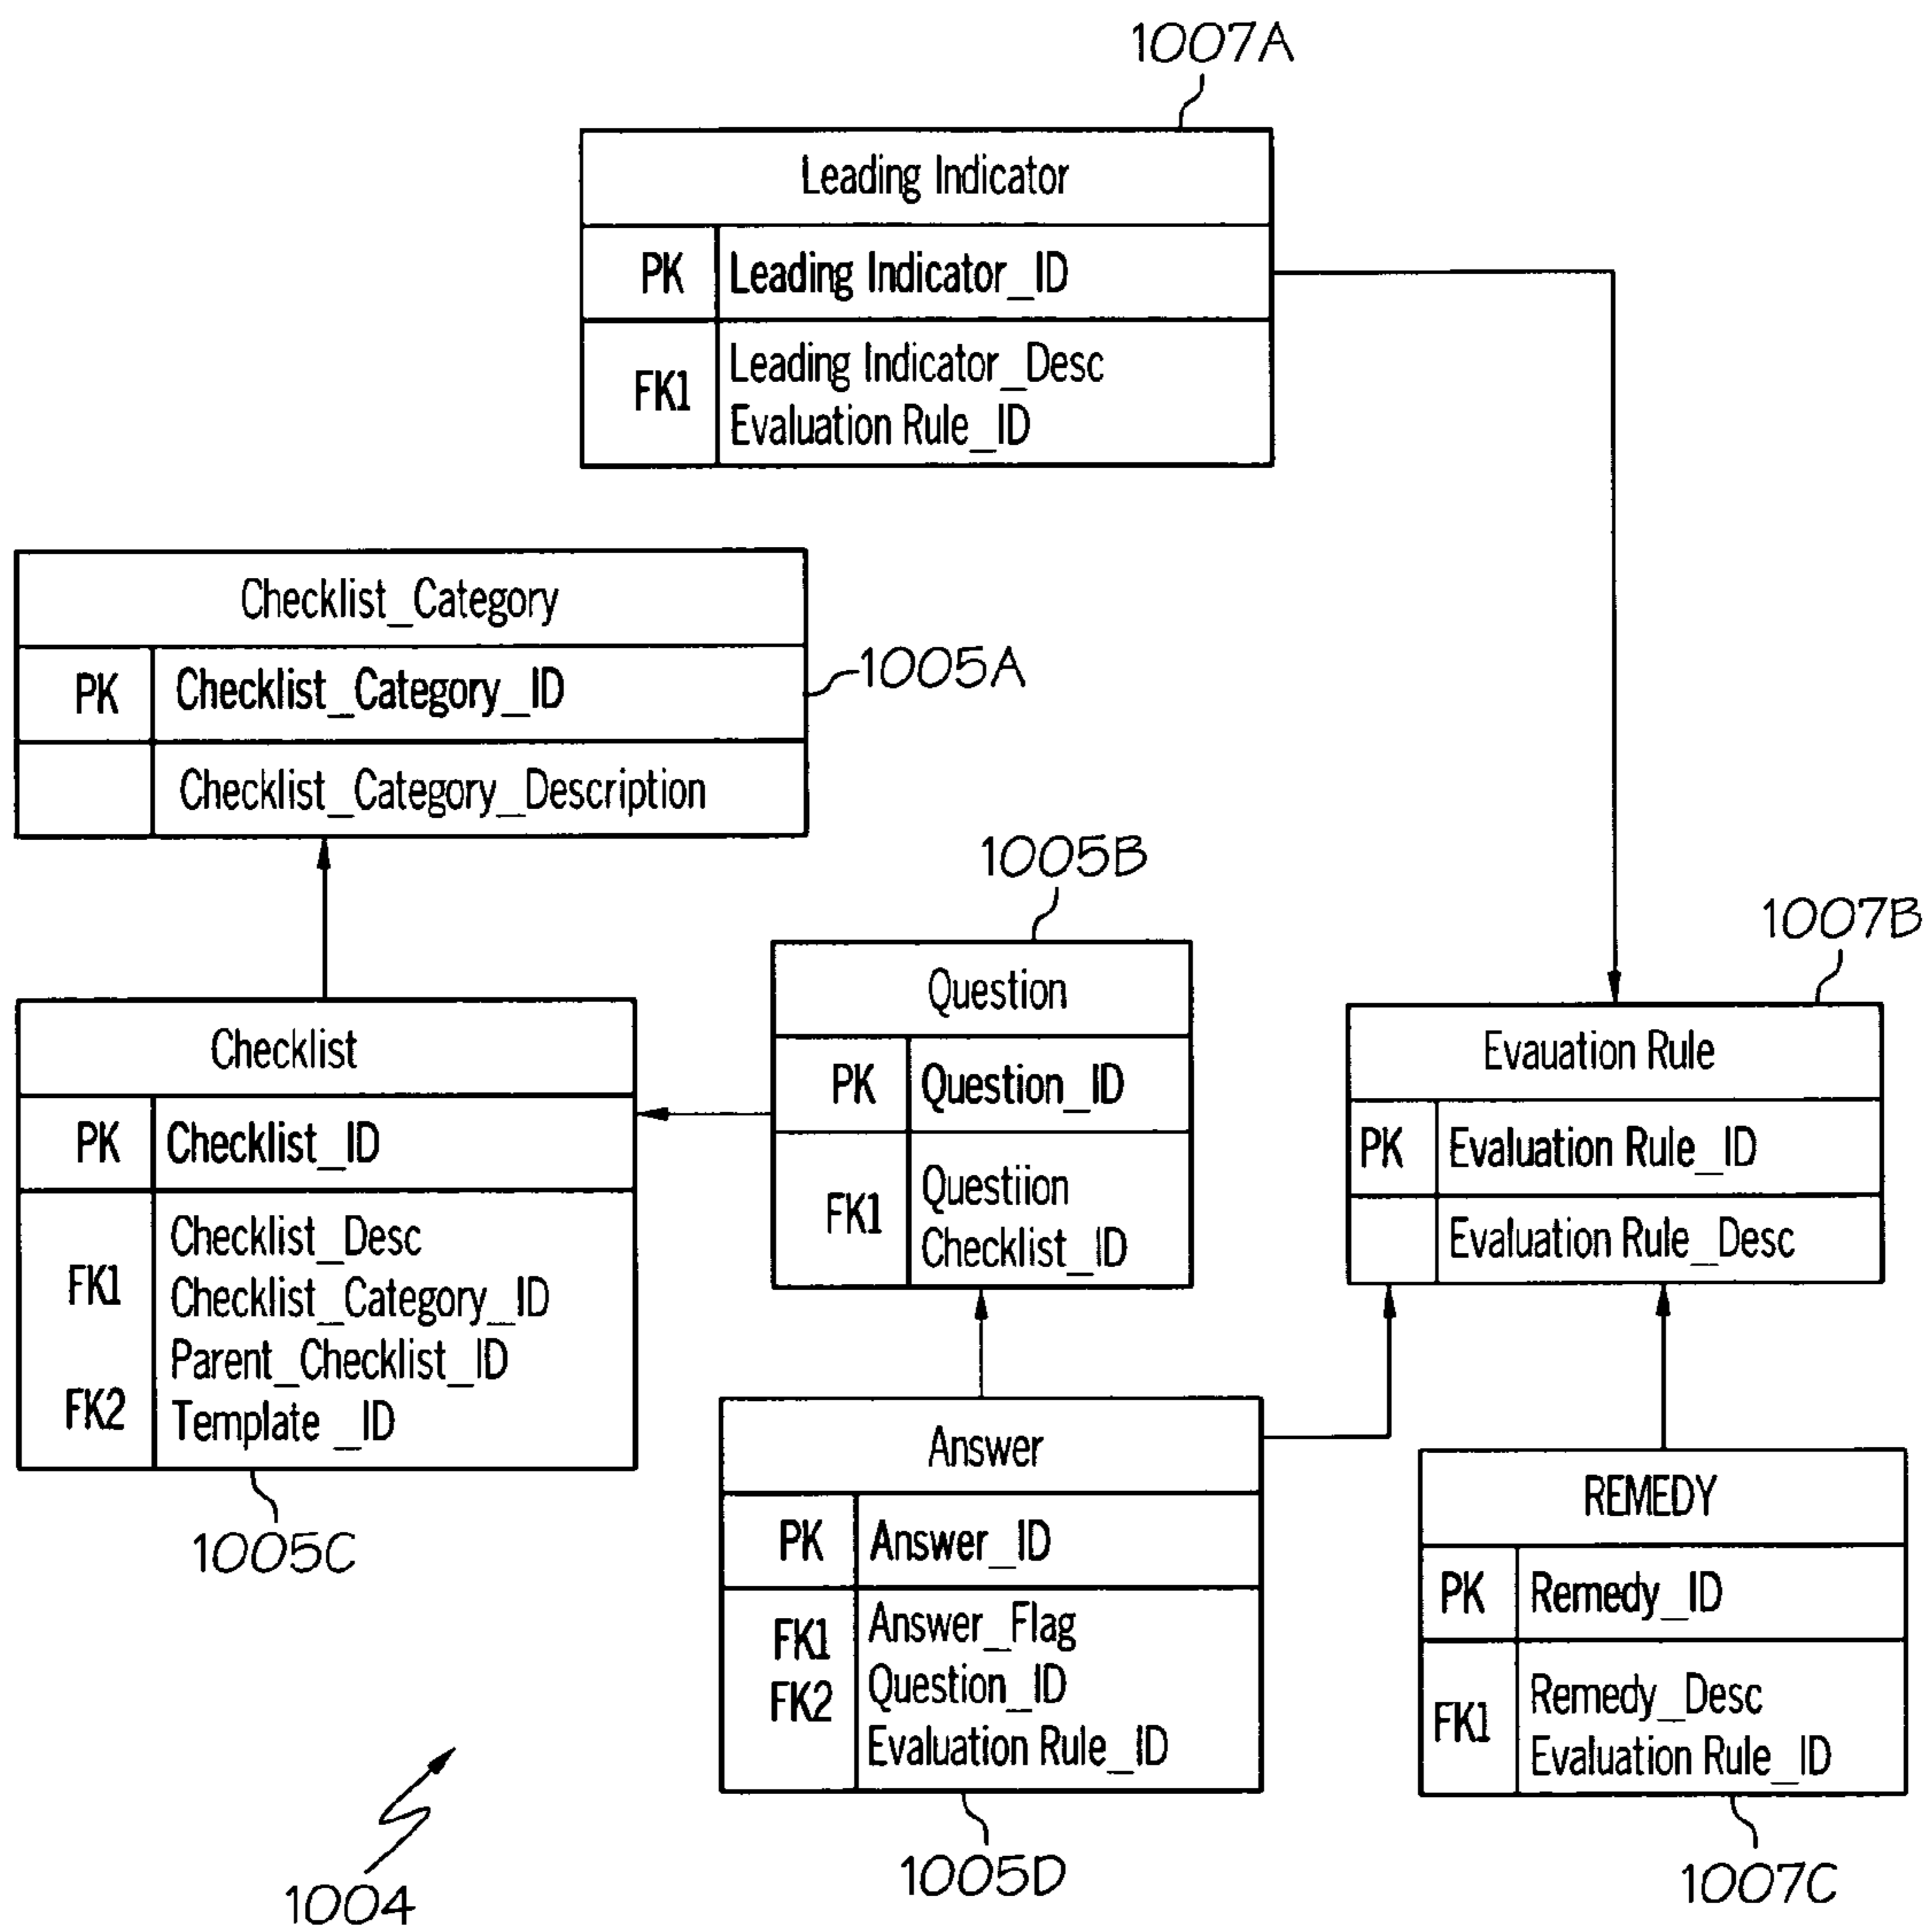 1007A
Leading Indicator
PK Leading Indicator_ID
FK1 Leading Indicator_Desc
Evaluation Rule_ID
Checklist_Category
PK Checklist_Category_ID
Checklist_Category_Description
1005A
1005B
Question
PK Question_ID
FK1 Questiion
Checklist_ID
1007B
Evauation Rule
PK Evaluation Rule_ID
Evaluation Rule_Desc
Checklist
PK Checklist_ID
Checklist_Desc
FK1 Checklist_Category_ID
Parent_Checklist_ID
FK2 Template _ID
1005C
Answer
PK Answer_ID
FK1 Answer_Flag
FK2 Question_ID
Evaluation Rule_ID
1005D
REMEDY
PK Remedy_ID
FK1 Remedy_Desc
Evaluation Rule_ID
1007C
1004